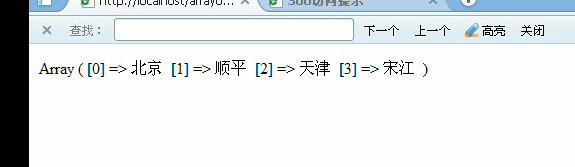 http://localhost/array0...
360访问提示
× 查找： 下一个 上一个 高亮 关闭
Array ( [0] => 北京 [1] => 顺平 [2] => 天津 [3] => 宋江 )